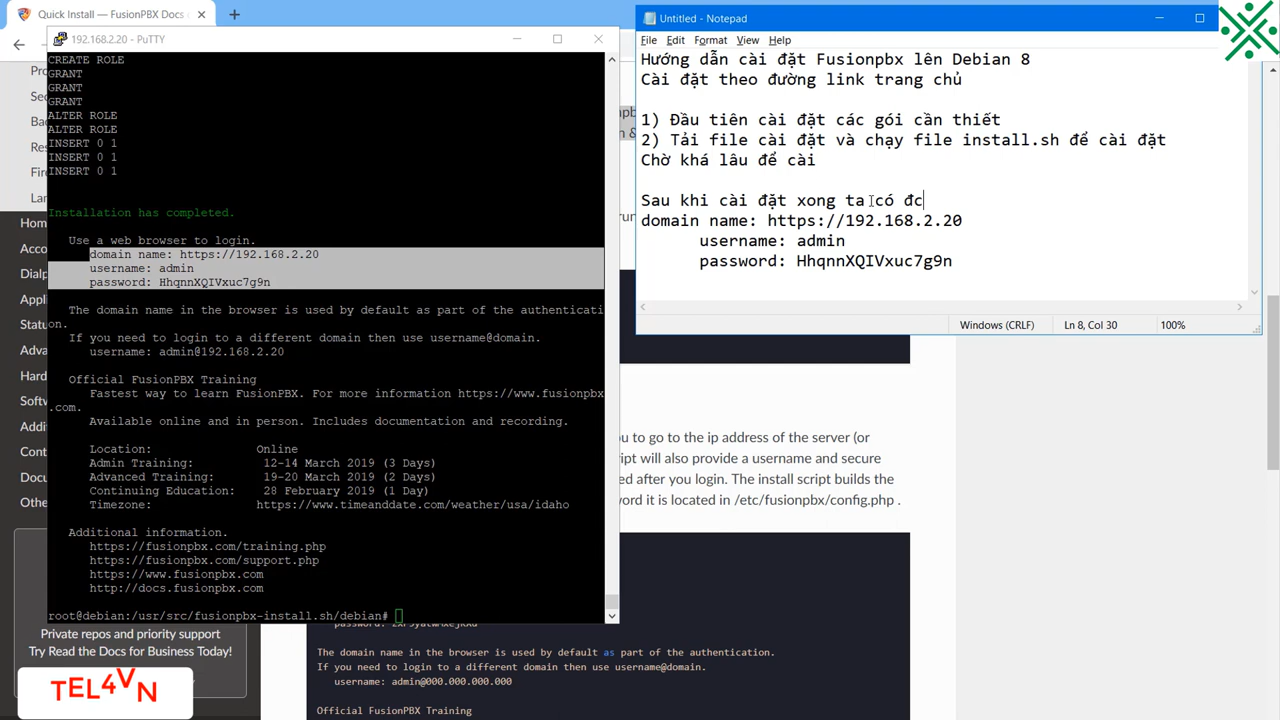 Quick Install — FusionPBX Docs
192.168.2.20 - PuTTY
CREATE ROLE
GRANT
GRANT
GRANT
ALTER ROLE
ALTER ROLE
INSERT 0 1
INSERT 0 1
INSERT 0 1
Installation has completed.
Use a web browser to login.
domain name: https://192.168.2.20
username: admin
password: HhqnnXQIVxuc7g9n
The domain name in the browser is used by default as part of the authenticati
on.
If you need to login to a different domain then use username@domain.
username: admin@192.168.2.20
Official FusionPBX Training
Fastest way to learn FusionPBX. For more information https://www.fusionpbx
.com.
Available online and in person. Includes documentation and recording.
Location: Online
Admin Training: 12-14 March 2019 (3 Days)
Advanced Training: 19-20 March 2019 (2 Days)
Continuing Education: 28 February 2019 (1 Day)
Timezone: https://www.timeanddate.com/weather/usa/idaho
Additional information.
https://fusionpbx.com/training.php
https://fusionpbx.com/support.php
https://www.fusionpbx.com
http://docs.fusionpbx.com
root@debian:/usr/src/fusionpbx-install.sh/debian#
Untitled - Notepad
File Edit Format View Help
Hướng dẫn cài đặt Fusionpbx lên Debian 8
Cài đặt theo đường link trang chủ
1) Đầu tiên cài đặt các gói cần thiết
2) Tải file cài đặt và chạy file install.sh để cài đặt
Chờ khá lâu để cài
Sau khi cài đặt xong ta có đc
domain name: https://192.168.2.20
username: admin
password: HhqnnXQIVxuc7g9n
Windows (CRLF) Ln 8, Col 30 100%
Home
Private repos and priority support
Try Read the Docs for Business Today!
TEL4VN
u to go to the ip address of the server (or
ript will also provide a username and secure
ed after you login. The install script builds the
word it is located in /etc/fusionpbx/config.php .
The domain name in the browser is used by default as part of the authentication.
If you need to login to a different domain then use username@domain.
username: admin@000.000.000.000
Official FusionPBX Training